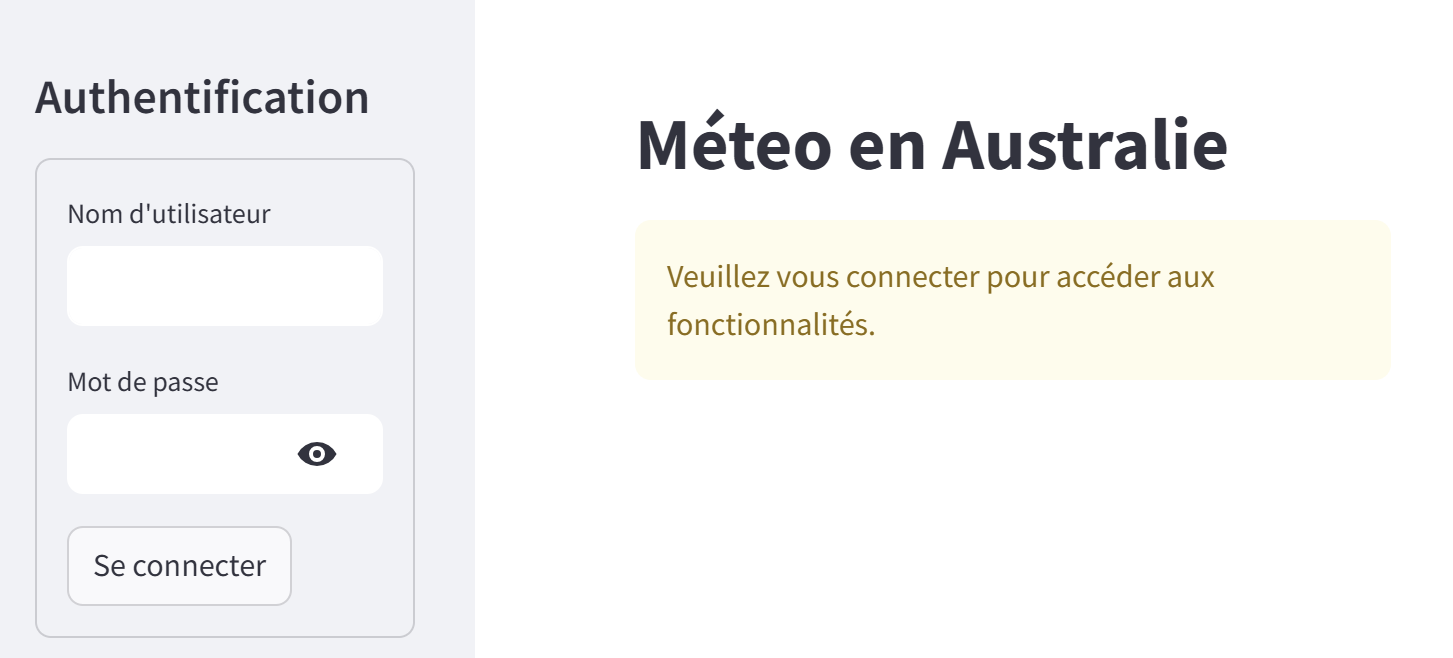 Authentification
Nom d'utilisateur
Mot de passe
Se connecter
Méteo en Australie
Veuillez vous connecter pour accéder aux
fonctionnalités.